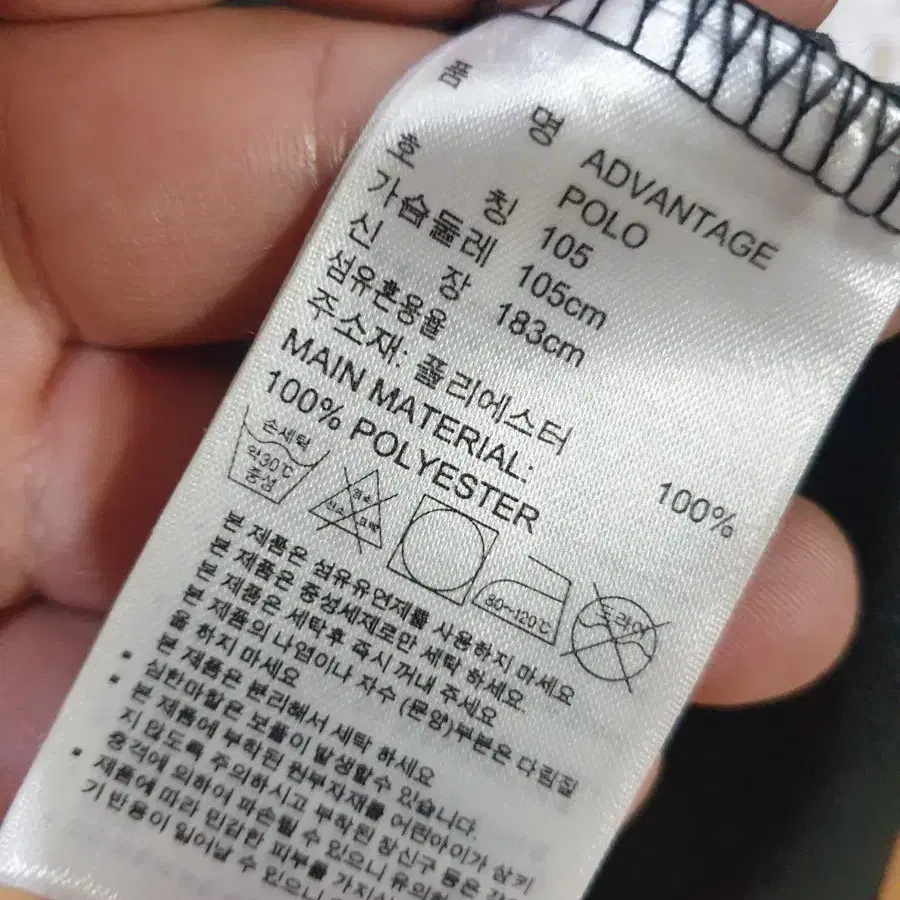 품 명 ADVANTAGE
POLO
호 칭 105
가슴둘레 105cm
신 장 183cm
섬유혼용율
주소재: 폴리에스터 100%
MAIN MATERIAL:
100% POLYESTER
손세탁
약30℃
중성
염소
산소 표백
80~120℃
드라이
본 제품은 섬유유연제를 사용하지 마세요
본 제품은 중성세제로만 세탁 하세요.
본 제품은 세탁후 즉시 꺼내 주세요
본 제품의 나염이나 자수 (문양)부분은 다림질
을 하지 마세요
본 제품은 분리해서 세탁 하세요
심한마찰은 보풀이 발생할수 있습니다.
본 제품에 부착된 원부자재를 어린아이가 삼키
지 않도록 주의하시고 부착된 장신구 등은
충격에 의하여 파손될 수 있으니
제품에 따라 민감한 피부를
기 반응이 일어날 수 있으니